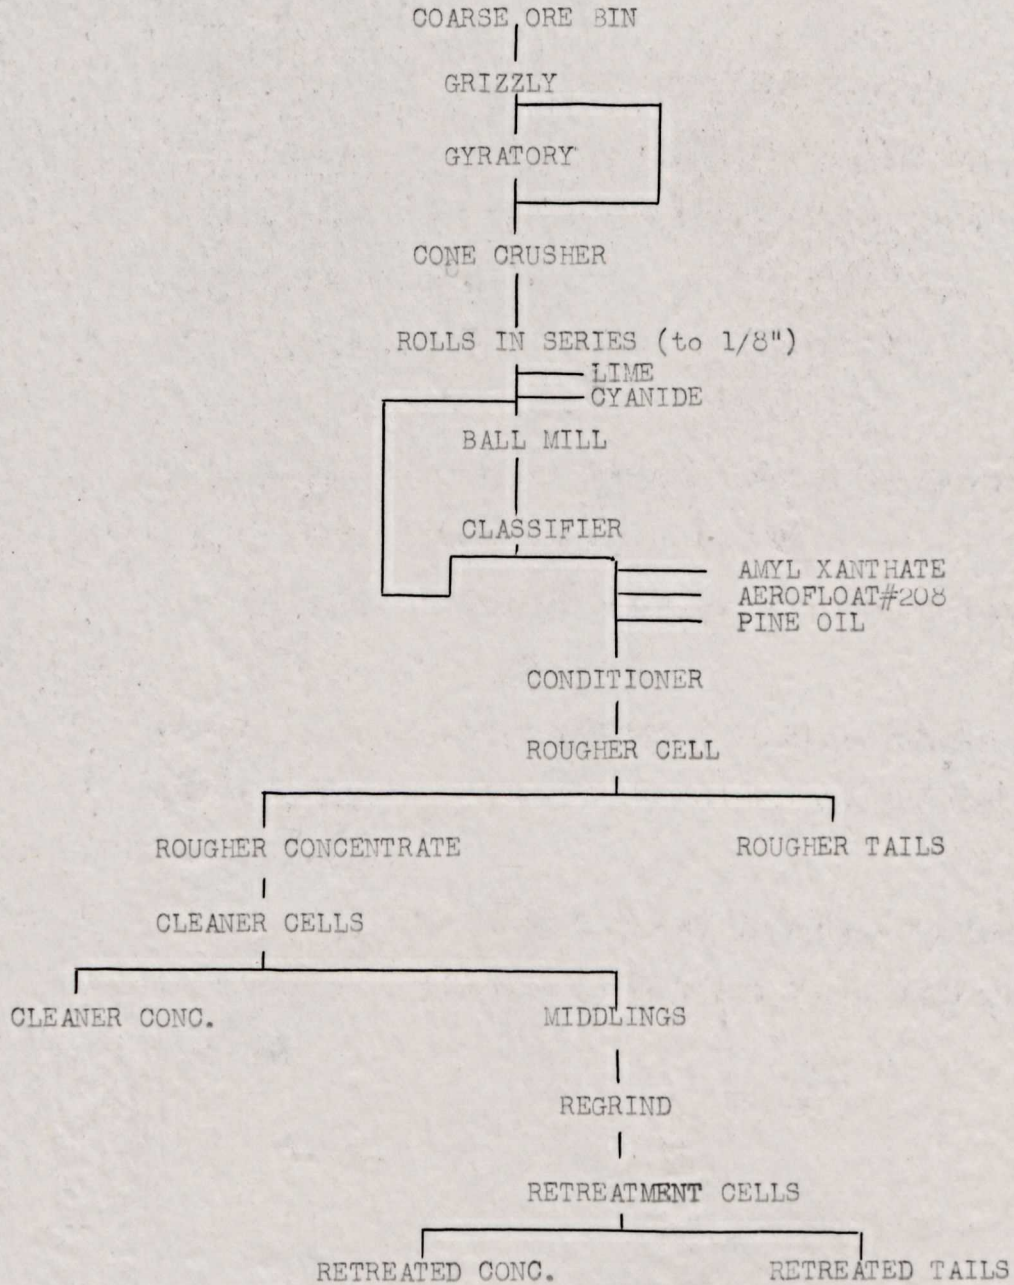 COARSE ORE BIN
GRIZZLY
GYRATORY
CONE CRUSHER
ROLLS IN SERIES (to 1/8")
LIME
CYANIDE
BALL MILL
CLASSIFIER
AMYL XANTHATE
AEROFLOAT#208
PINE OIL
CONDITIONER
ROUGHER CELL
ROUGHER CONCENTRATE ROUGHER TAILS
CLEANER CELLS
CLEANER CONC. MIDDLINGS
REGRIND
RETREATMENT CELLS
RETREATED CONC. RETREATED TAILS